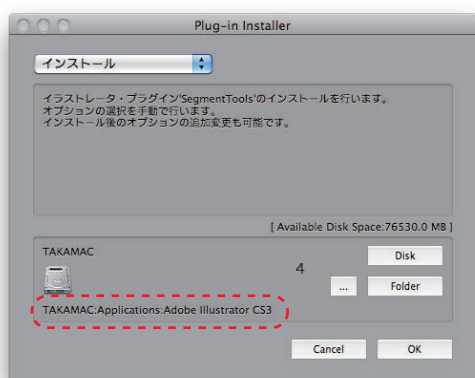 Plug-in Installer
インストール
イラストレータ・プラグイン'SegmentTools'のインストールを行います。
オプションの選択を手動で行います。
インストール後のオプションの追加変更も可能です。
[ Available Disk Space:76530.0 MB ]
TAKAMAC
4
Disk
...
Folder
TAKAMAC:Applications:Adobe Illustrator CS3
Cancel
OK